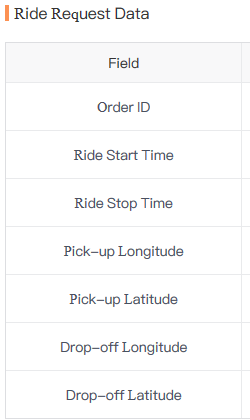 Ride Request Data
Field
Order ID
Ride Start Time
Ride Stop Time
Pick-up Longitude
Pick-up Latitude
Drop-off Longitude
Drop-off Latitude